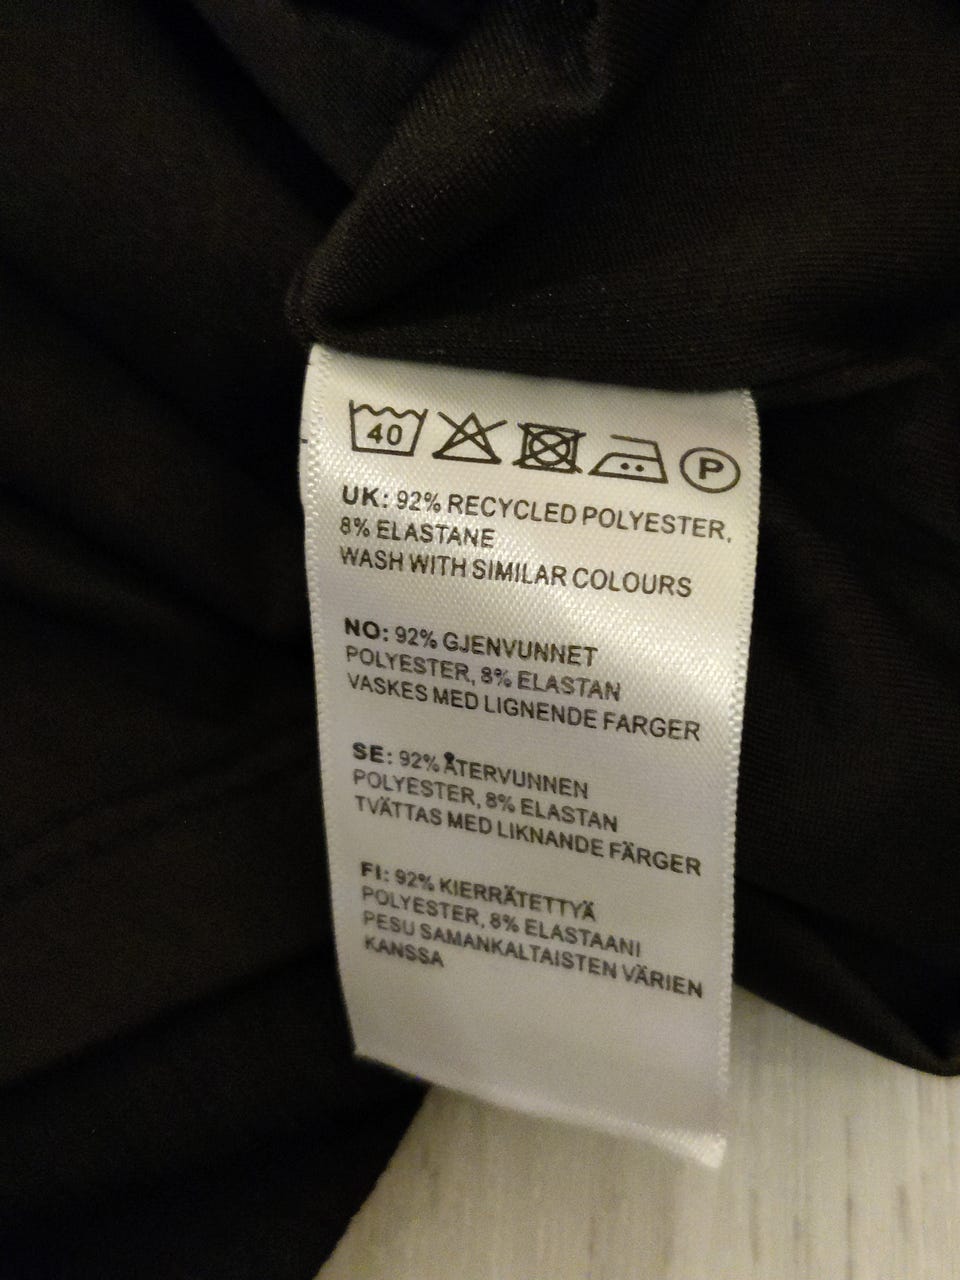 40 P
UK: 92% RECYCLED POLYESTER,
8% ELASTANE
WASH WITH SIMILAR COLOURS
NO: 92% GJENVUNNET
POLYESTER, 8% ELASTAN
VASKES MED LIGNENDE FARGER
SE: 92% ÅTERVUNNEN
POLYESTER, 8% ELASTAN
TVÄTTAS MED LIKNANDE FÄRGER
FI: 92% KIERRÄTETTYÄ
POLYESTER, 8% ELASTAANI
PESU SAMANKALTAISTEN VÄRIEN
KANSSA